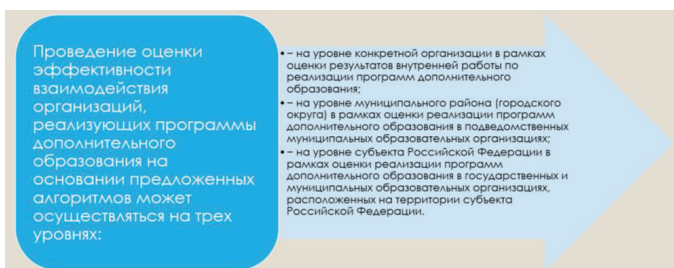 Проведение оценки
эффективности
взаимодействия
организаций,
реализующих программы
дополнительного
образования на
основании предложенных
алгоритмов может
осуществляться на трех
уровнях:
• – на уровне конкретной организации в рамках
оценки результатов внутренней работы по
реализации программ дополнительного
образования;
• – на уровне муниципального района (городского
округа) в рамках оценки реализации программ
дополнительного образования в подведомственных
муниципальных образовательных организациях;
• – на уровне субъекта Российской Федерации в
рамках оценки реализации программ
дополнительного образования в государственных и
муниципальных образовательных организациях,
расположенных на территории субъекта
Российской Федерации.